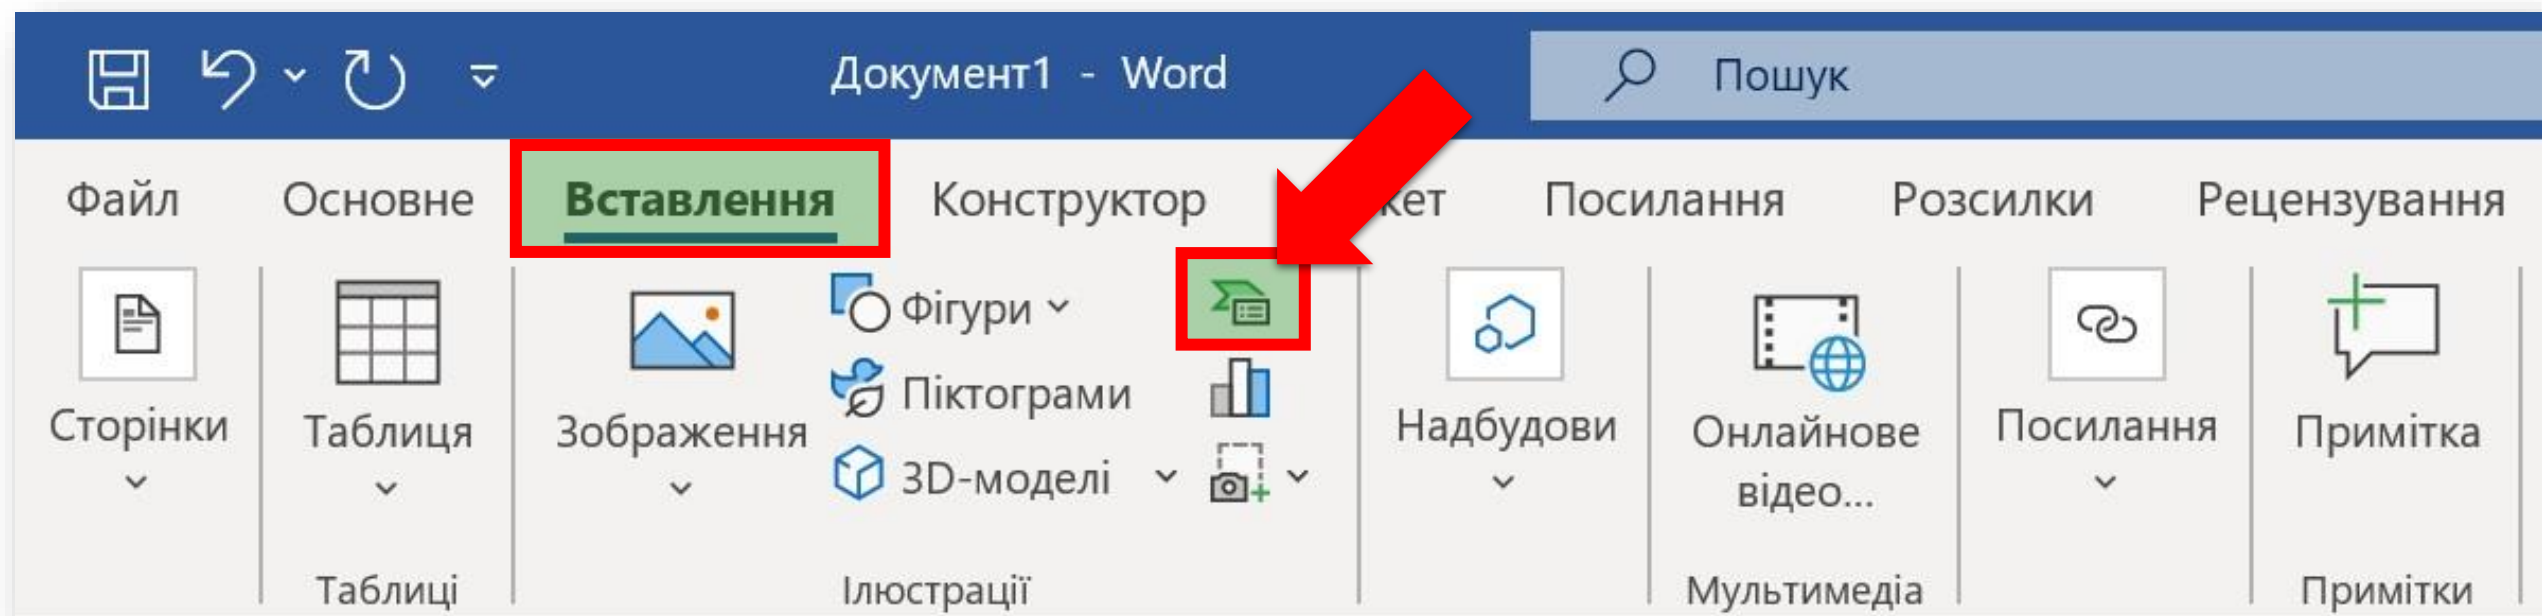 Документ1 - Word
Пошук
Файл Основне Вставлення Конструктор кет Посилання Розсилки Рецензування
Сторінки
Таблиця
Зображення
Фігури
Піктограми
3D-моделі
Надбудови
Онлайнове
відео...
Посилання
Примітка
Таблиці
Ілюстрації
Мультимедіа
Примітки